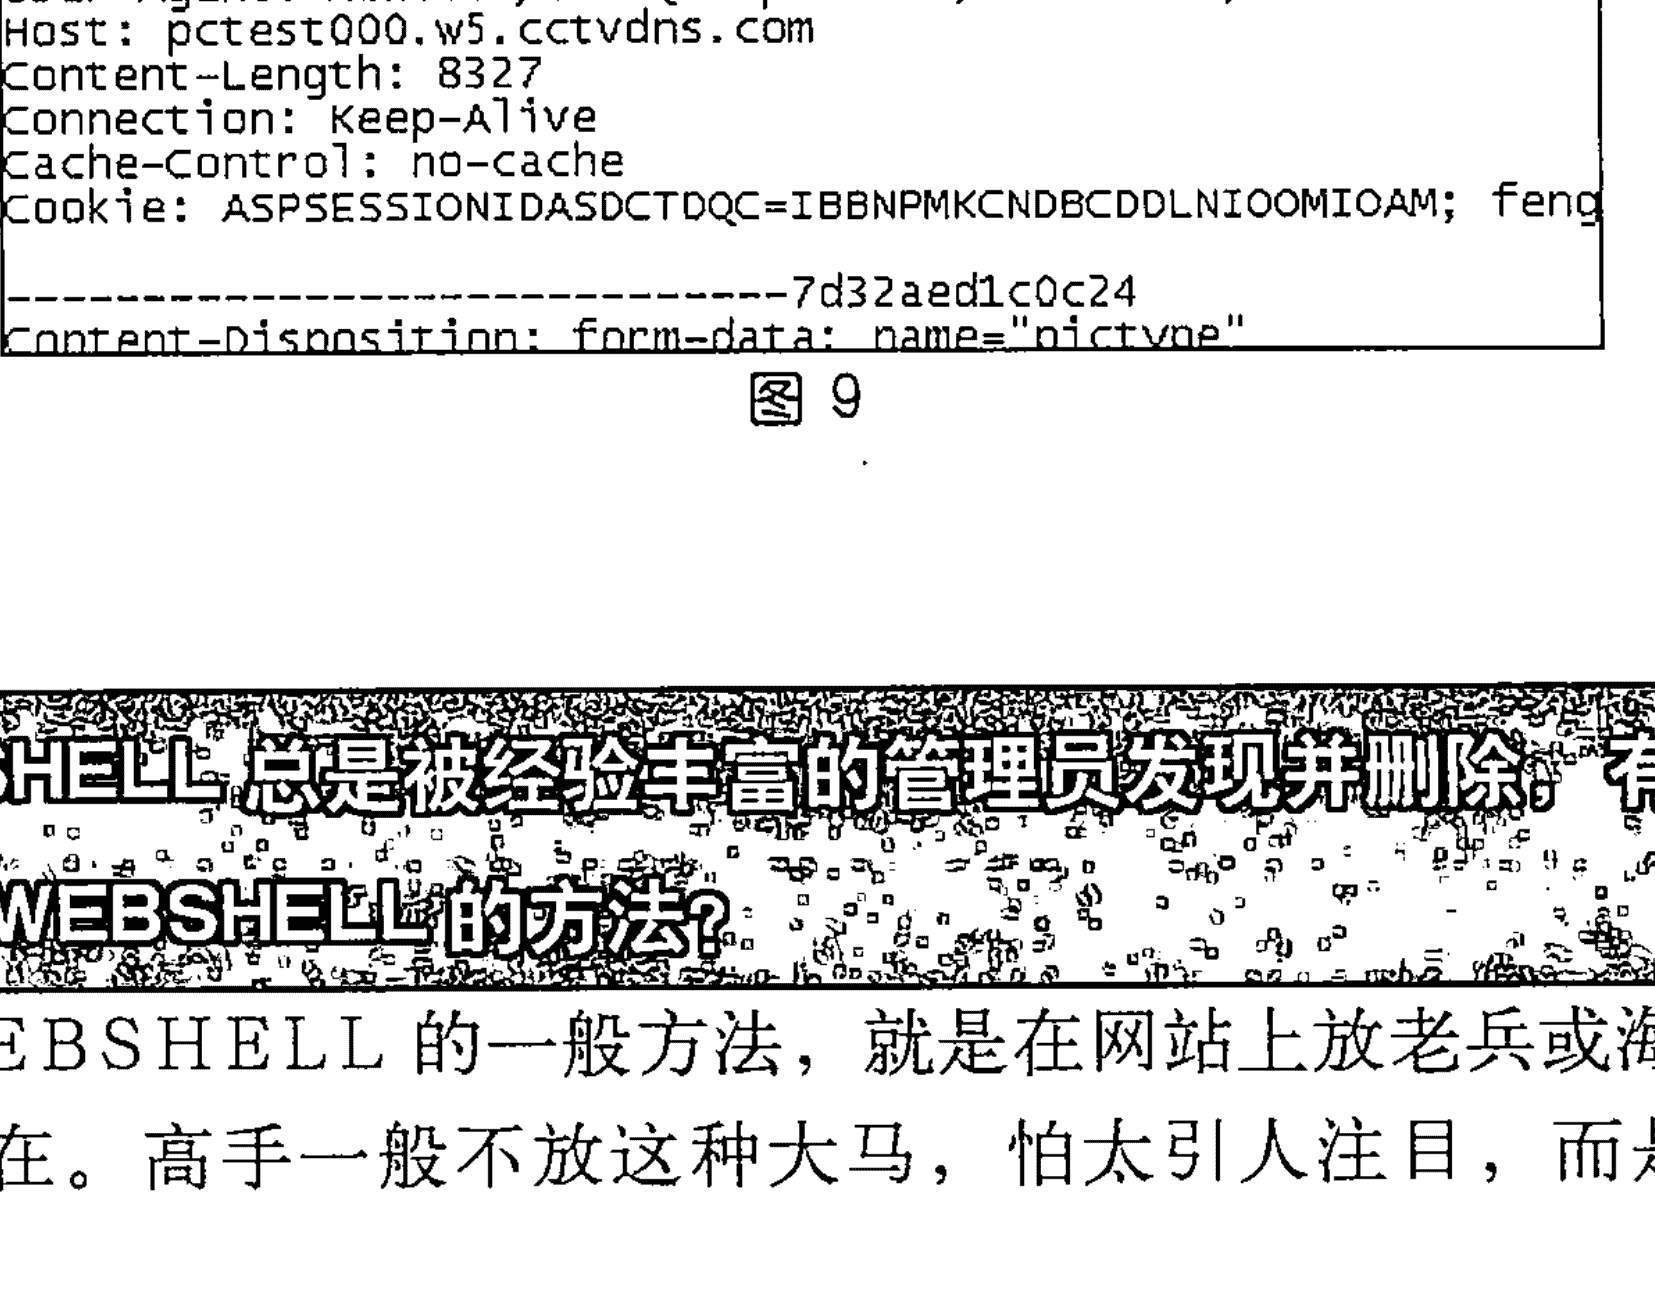 Host: pctest000.w5.cctvdns.com
Content-Length: 8327
Connection: Keep-Alive
Cache-Control: no-cache
Cookie: ASPSESSIONIDASDCTDQC=IBBNPMKCNDBCDDLNIOOMIOAM; feng
-----------------------------7d32aed1c0c24
Content-Disposition: form-data; name="pictype"
图 9
SHELL 总是被经验丰富的管理员发现并删除，有
WEBSHELL 的方法?
EBSHELL 的一般方法，就是在网站上放老兵或海
在。高手一般不放这种大马，怕太引人注目，而是